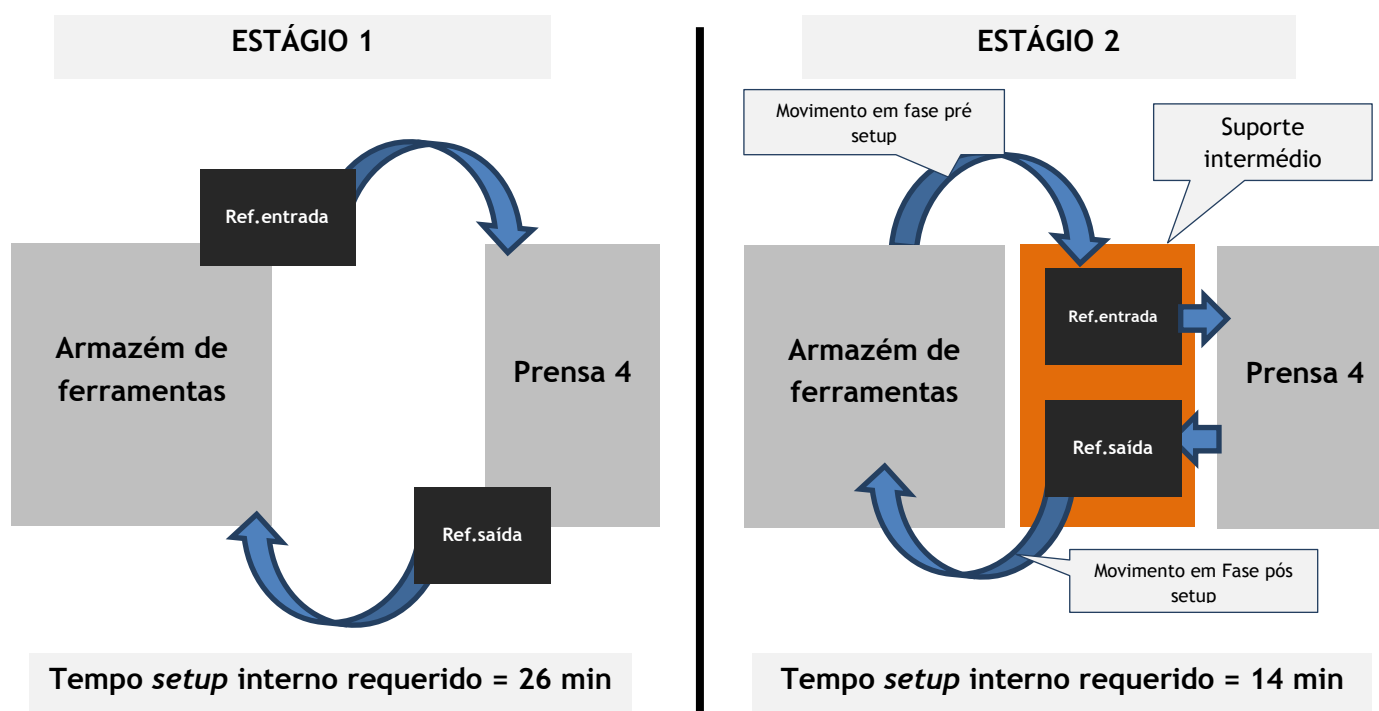 ESTÁGIO 1
Ref.entrada
Armazém de
ferramentas
Prensa 4
Ref.saída
Tempo setup interno requerido = 26 min
ESTÁGIO 2
Movimento em fase pré
setup
Suporte
intermédio
Ref.entrada
Armazém de
ferramentas
Prensa 4
Ref.saída
Movimento em Fase pós
setup
Tempo setup interno requerido = 14 min